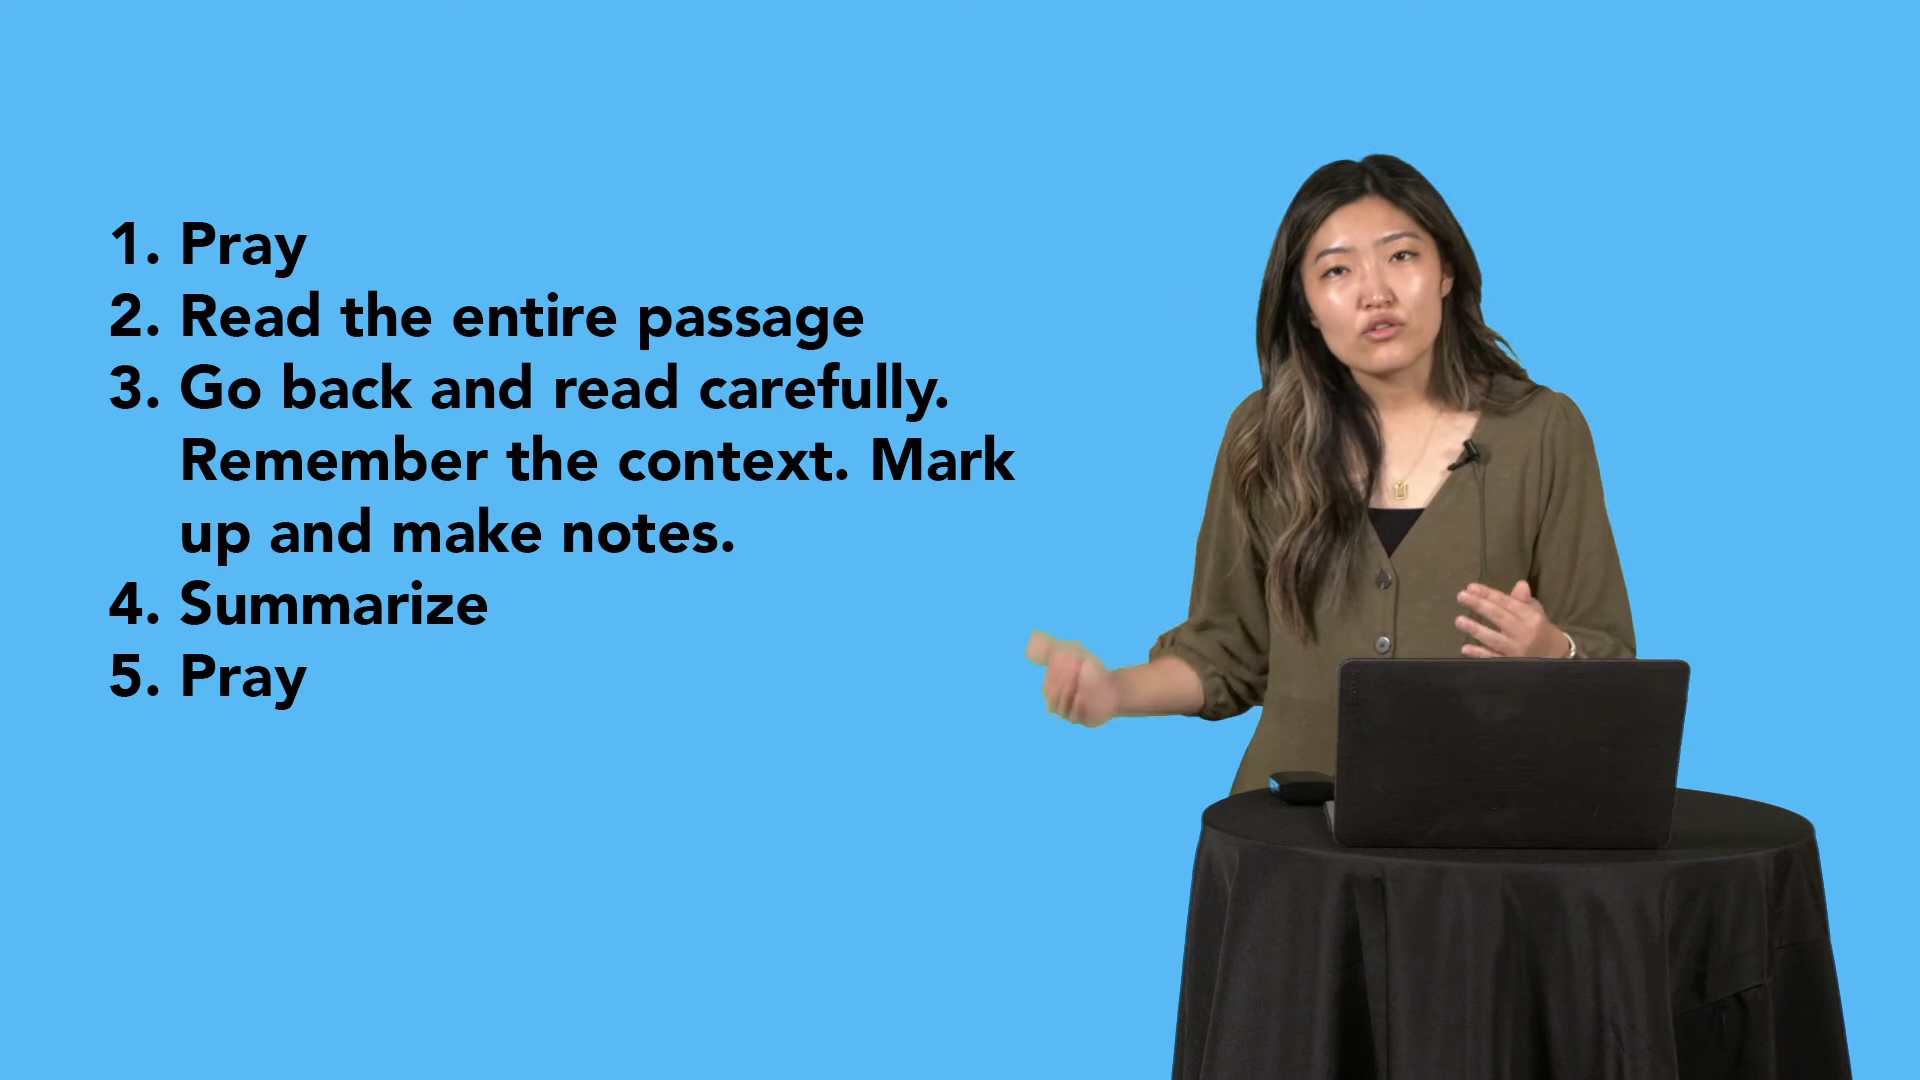 1. Pray
2. Read the entire passage
3. Go back and read carefully.
Remember the context. Mark
up and make notes.
4. Summarize
5. Pray